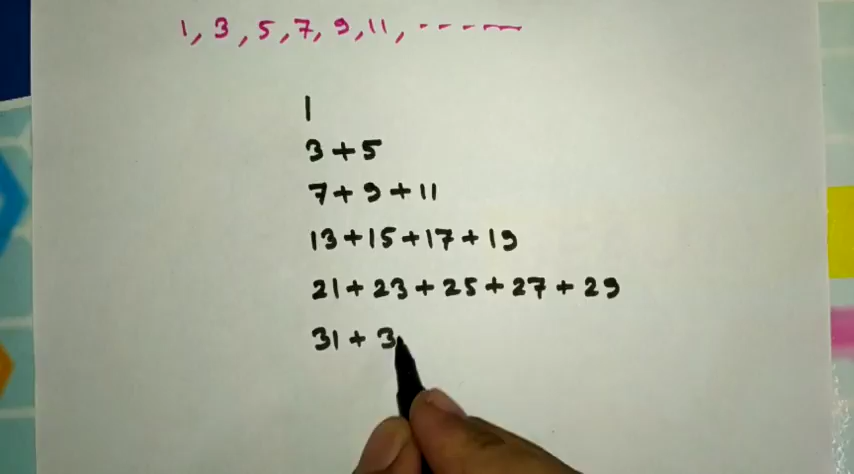 1, 3, 5, 7, 9, 11, ------
1
3 + 5
7 + 9 + 11
13 + 15 + 17 + 19
21 + 23 + 25 + 27 + 29
31 + 3